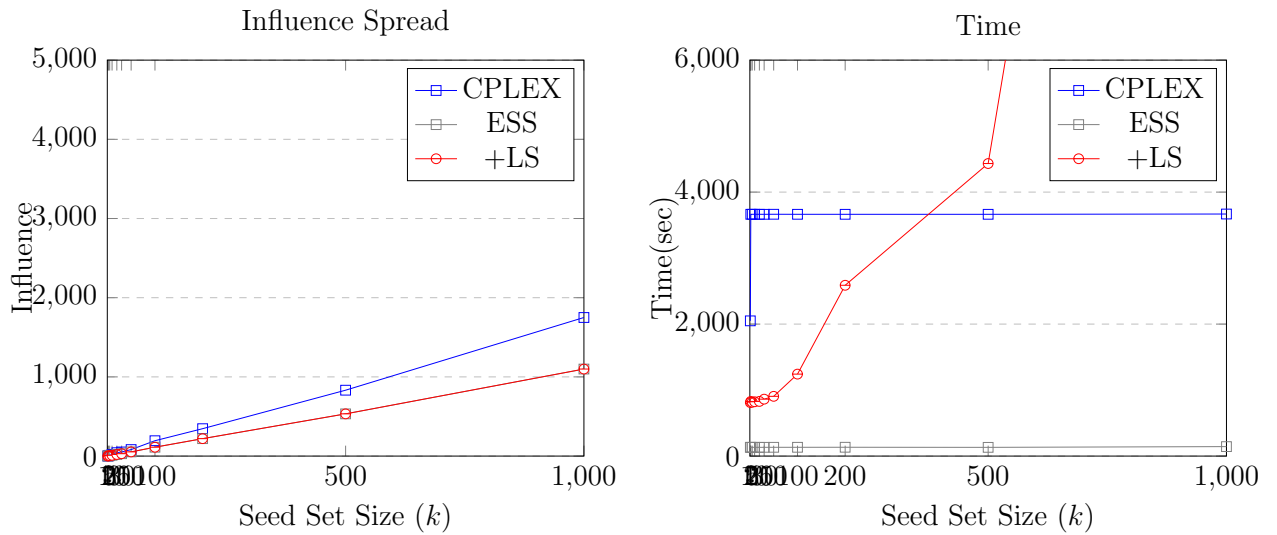 Influence Spread
5,000
4,000
3,000
2,000
1,000
0
Influence
CPLEX
ESS
+LS
100
500
1,000
Seed Set Size (k)
Time
6,000
4,000
2,000
0
Time(sec)
CPLEX
ESS
+LS
100
200
500
1,000
Seed Set Size (k)